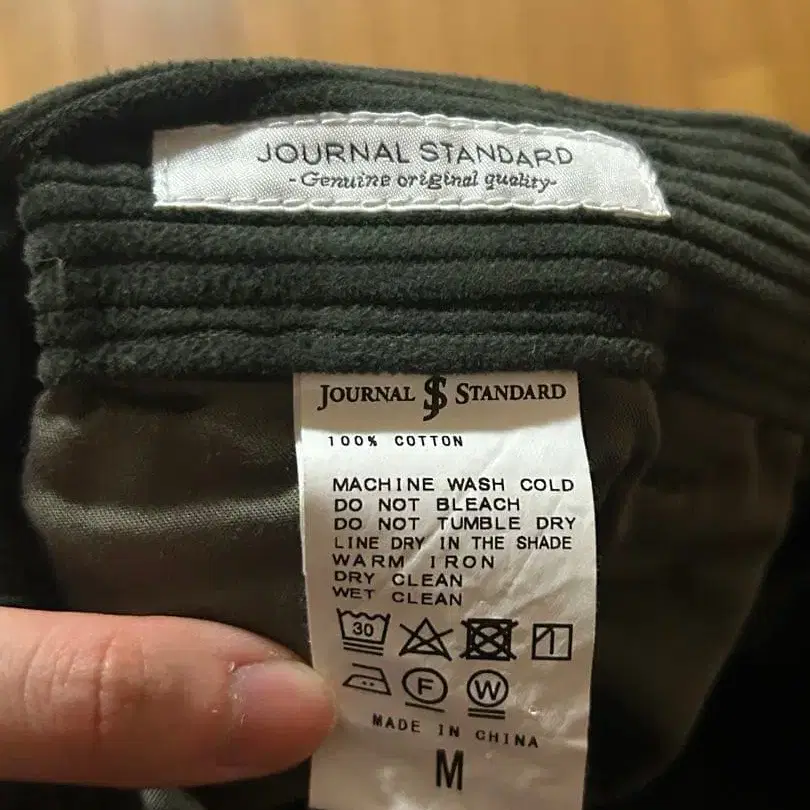 JOURNAL STANDARD
-Genuine original quality-
JOURNAL JS STANDARD
100% COTTON
MACHINE WASH COLD
DO NOT BLEACH
DO NOT TUMBLE DRY
LINE DRY IN THE SHADE
WARM IRON
DRY CLEAN
WET CLEAN
30
F W
MADE IN CHINA
M